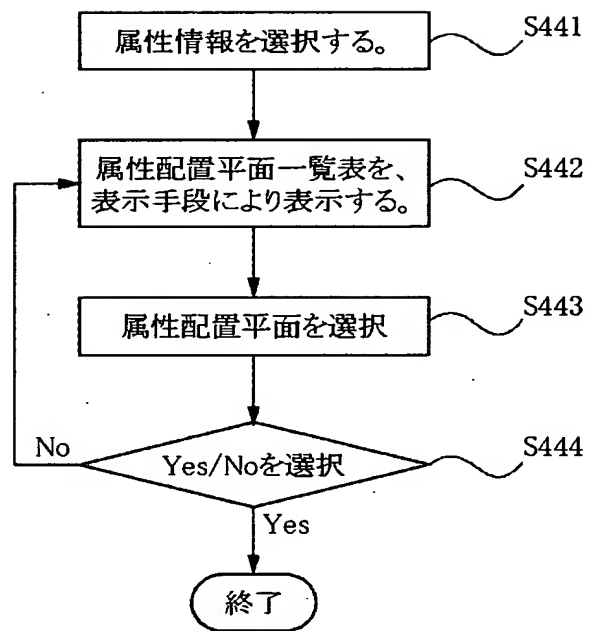 属性情報を選択する。
S441
属性配置平面一覧表を、
表示手段により表示する。
S442
属性配置平面を選択
S443
Yes/Noを選択
S444
No
Yes
終了